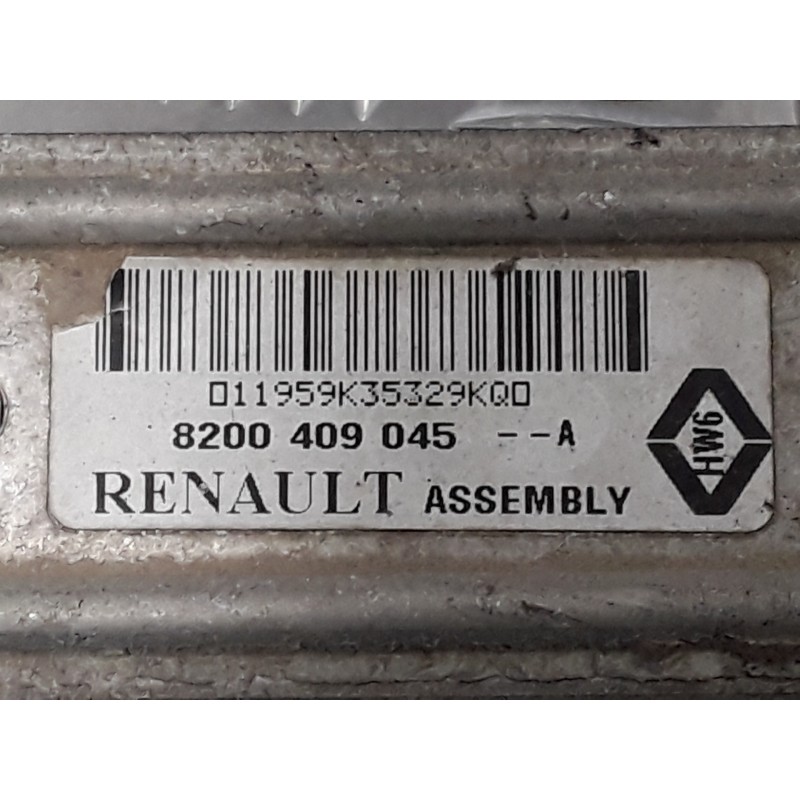 011959K35329KQ0
8200 409 045 --A
RENAULT ASSEMBLY
HW6